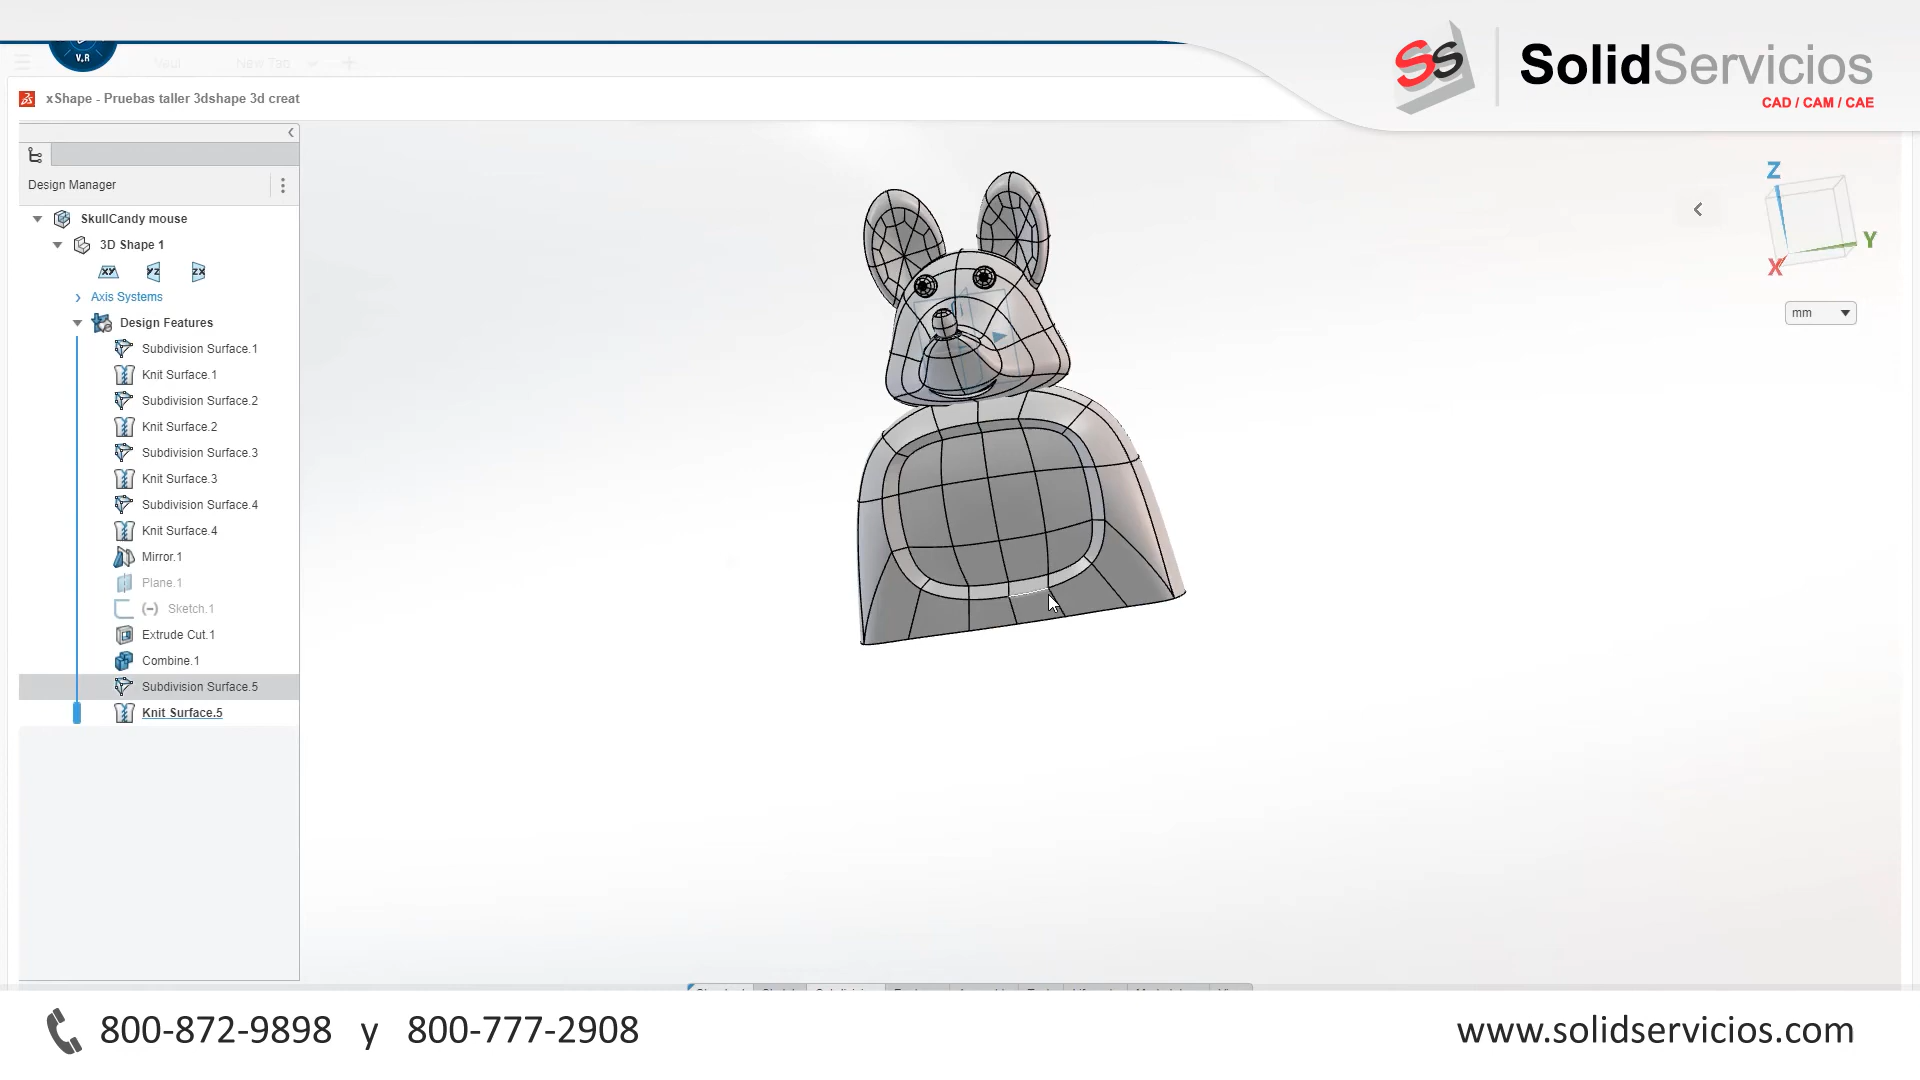 SS SolidServicios
CAD / CAM / CAE
V.R
New Tab
xShape - Pruebas taller 3dshape 3d creat
Design Manager
SkullCandy mouse
3D Shape 1
XY YZ ZX
Axis Systems
Design Features
Subdivision Surface.1
Knit Surface.1
Subdivision Surface.2
Knit Surface.2
Subdivision Surface.3
Knit Surface.3
Subdivision Surface.4
Knit Surface.4
Mirror.1
Plane.1
(-) Sketch.1
Extrude Cut.1
Combine.1
Subdivision Surface.5
Knit Surface.5
Z
Y
X
mm
800-872-9898 y 800-777-2908
www.solidservicios.com